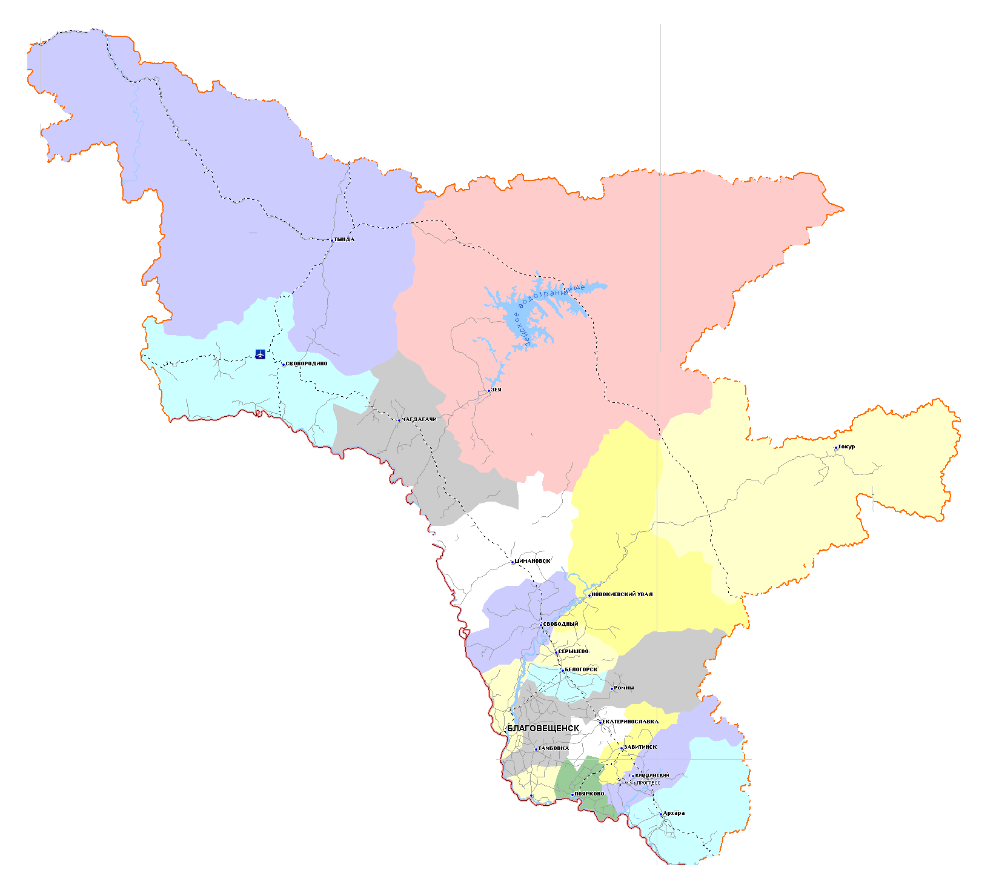 ТЫНДА
Зейское водохранилище
СКОВОРОДИНО
ЗЕЯ
МАГДАГАЧИ
Токур
ШИМАНОВСК
НОВОКИЕВСКИЙ УВАЛ
СВОБОДНЫЙ
СЕРЫШЕВО
БЕЛОГОРСК
Ромны
ЕКАТЕРИНОСЛАВКА
БЛАГОВЕЩЕНСК
ТАМБОВКА
ЗАВИТИНСК
КИВДИНСКИЙ
ПРОГРЕСС
ПОЯРКОВО
Архара